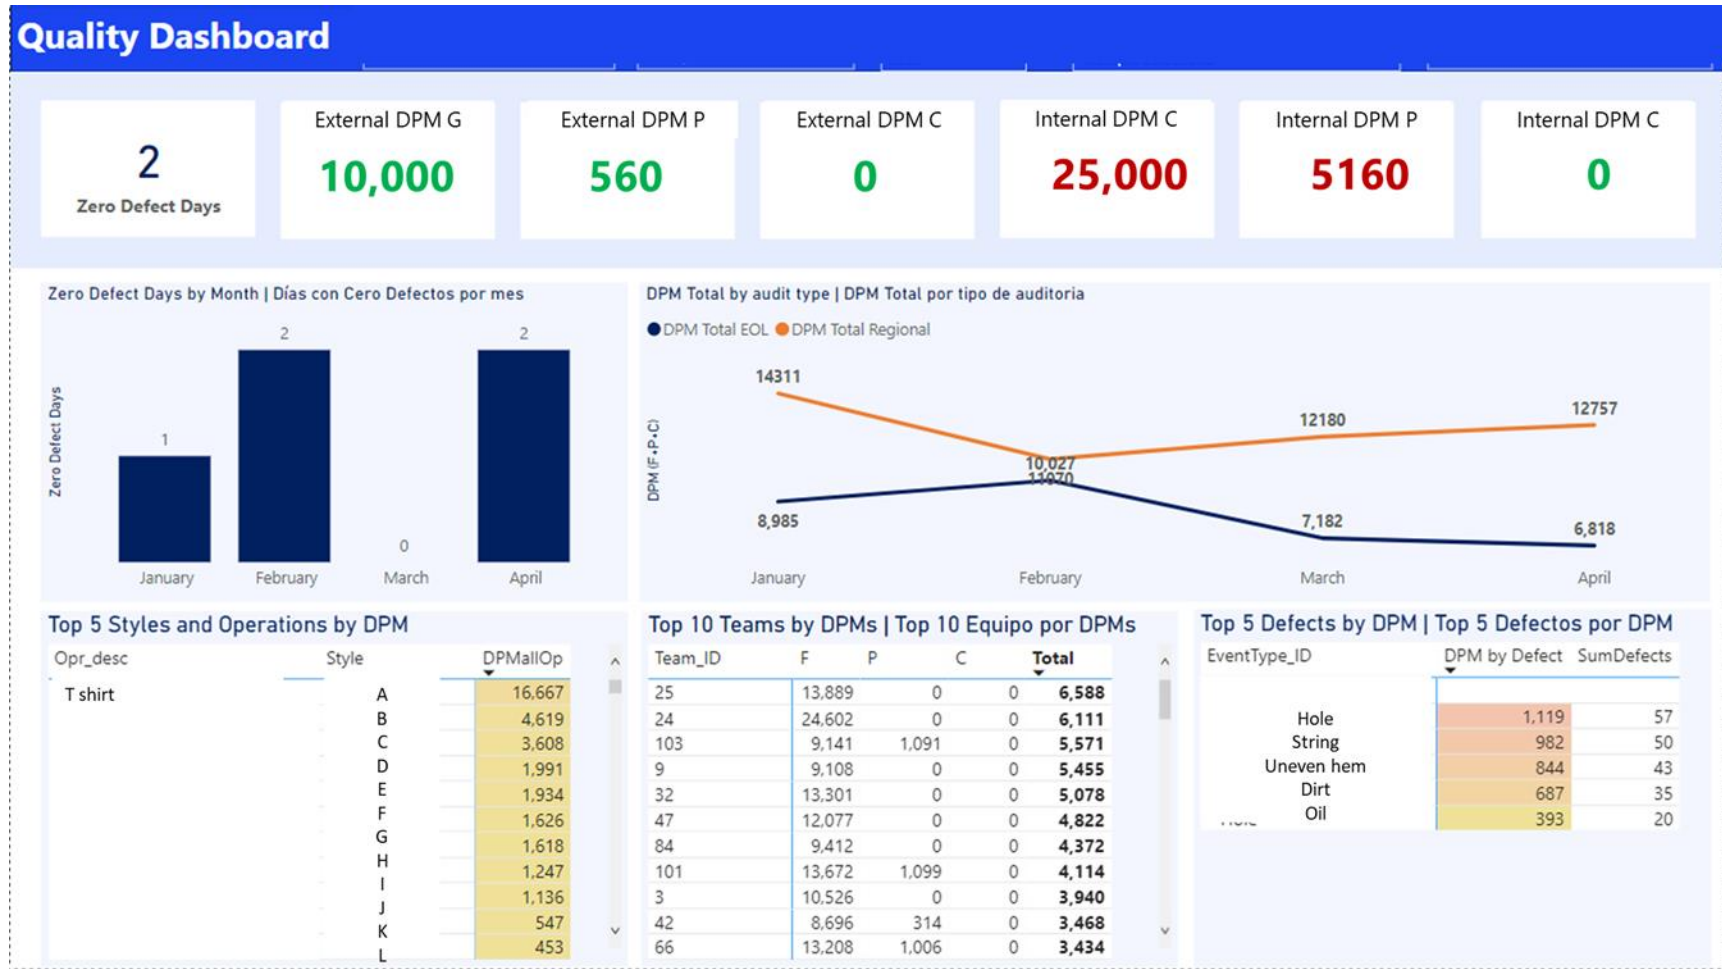 Quality Dashboard
2
Zero Defect Days
External DPM G
10,000
External DPM P
560
External DPM C
0
Internal DPM C
25,000
Internal DPM P
5160
Internal DPM C
0
Zero Defect Days by Month | Días con Cero Defectos por mes
Zero Defect Days
1
2
0
2
January February March April
DPM Total by audit type | DPM Total por tipo de auditoria
DPM Total EOL DPM Total Regional
DPM (F+P+C)
14311
10,027
11070
12180
12757
8,985
7,182
6,818
January February March April
Top 5 Styles and Operations by DPM
Opr_desc Style DPMallOp
T shirt A 16,667
B 4,619
C 3,608
D 1,991
E 1,934
F 1,626
G 1,618
H 1,247
I 1,136
J 547
K 453
L
Top 10 Teams by DPMs | Top 10 Equipo por DPMs
Team_ID F P C Total
25 13,889 0 0 6,588
24 24,602 0 0 6,111
103 9,141 1,091 0 5,571
9 9,108 0 0 5,455
32 13,301 0 0 5,078
47 12,077 0 0 4,822
84 9,412 0 0 4,372
101 13,672 1,099 0 4,114
3 10,526 0 0 3,940
42 8,696 314 0 3,468
66 13,208 1,006 0 3,434
Top 5 Defects by DPM | Top 5 Defectos por DPM
EventType_ID DPM by Defect SumDefects
Hole 1,119 57
String 982 50
Uneven hem 844 43
Dirt 687 35
Oil 393 20